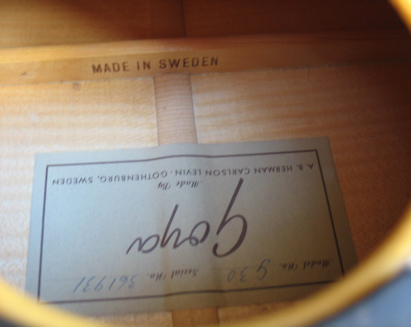 MADE IN SWEDEN
Model No. G 30 Serial No. 361931
Goya
Made By
A. B. HERMAN CARLSON LEVIN . GOTHENBURG, SWEDEN